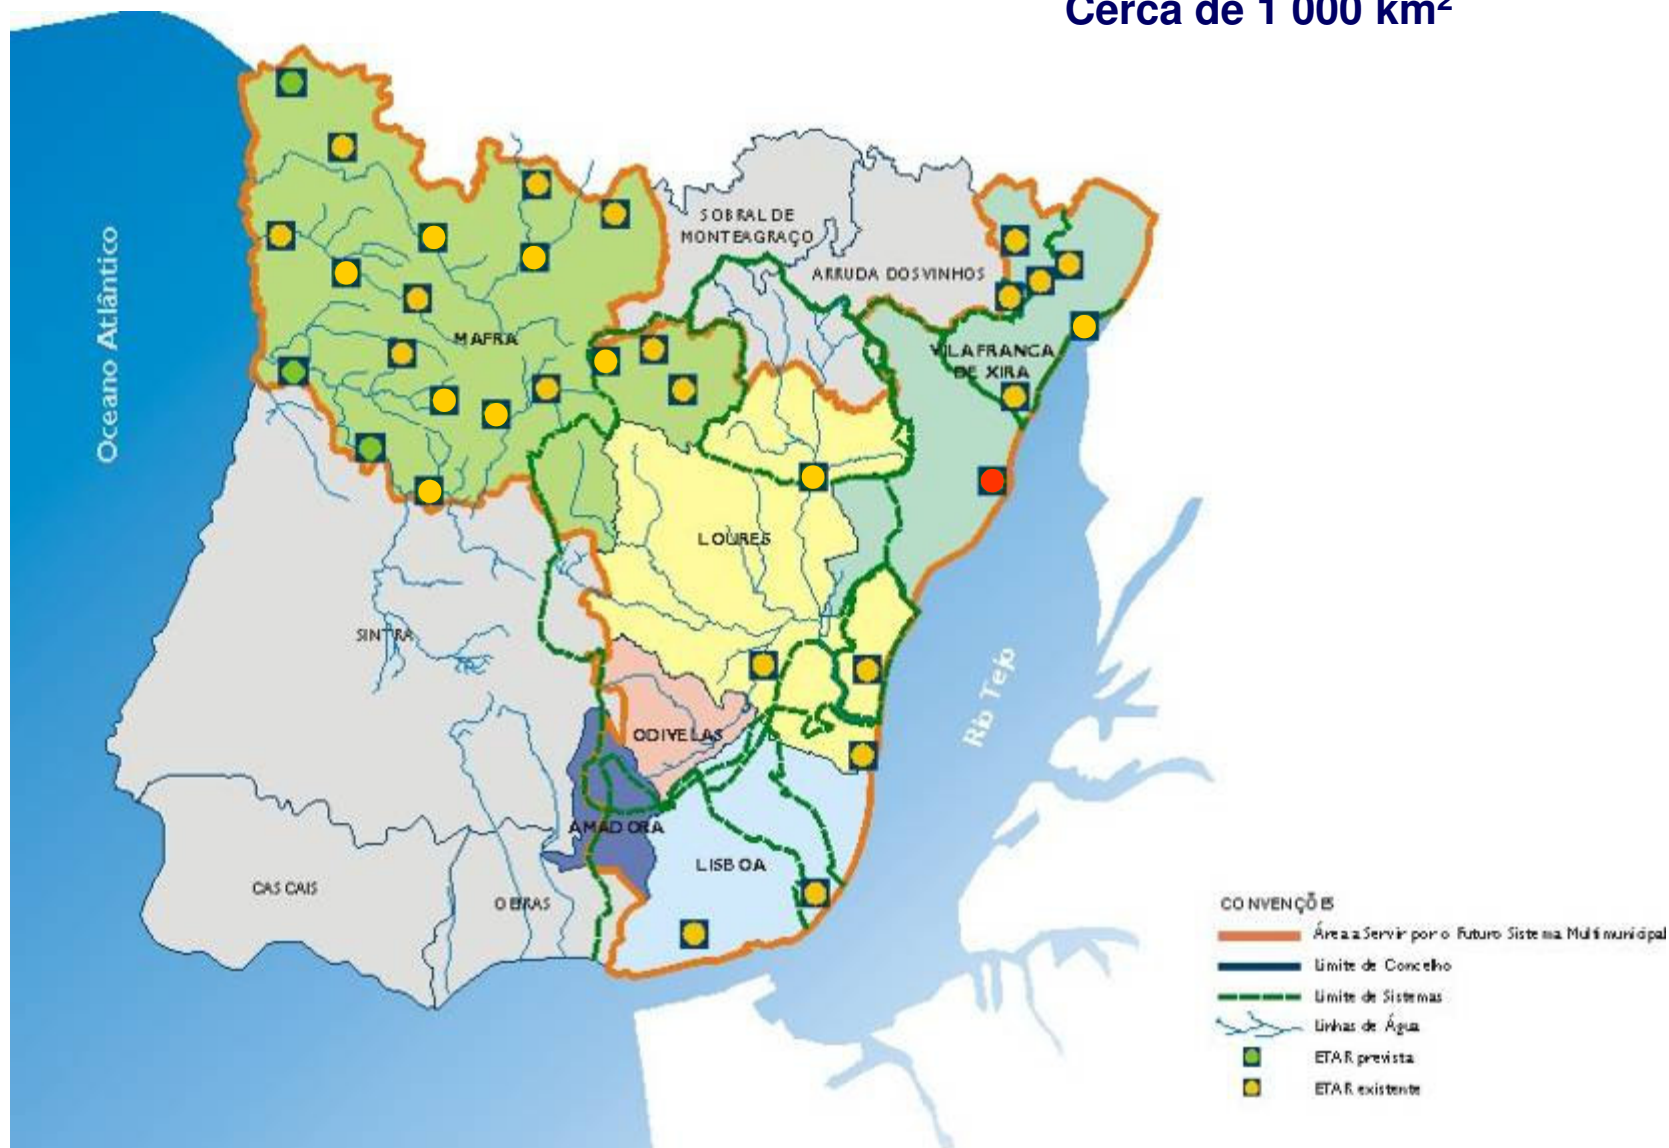 Cerca de 1 000 km²
Oceano Atlântico
SOBRAL DE
MONTEAGRAÇO
ARRUDA DOS VINHOS
MAFRA
VILA FRANCA
DE XIRA
LOURES
SINTRA
Rio Tejo
ODIVELAS
AMADORA
LISBOA
CASCAIS
OEIRAS
CONVENÇÕES
Área a Servir por o Futuro Sistema Multimunicipal
Limite de Concelho
Limite de Sistemas
Linhas de Água
ETAR prevista
ETAR existente